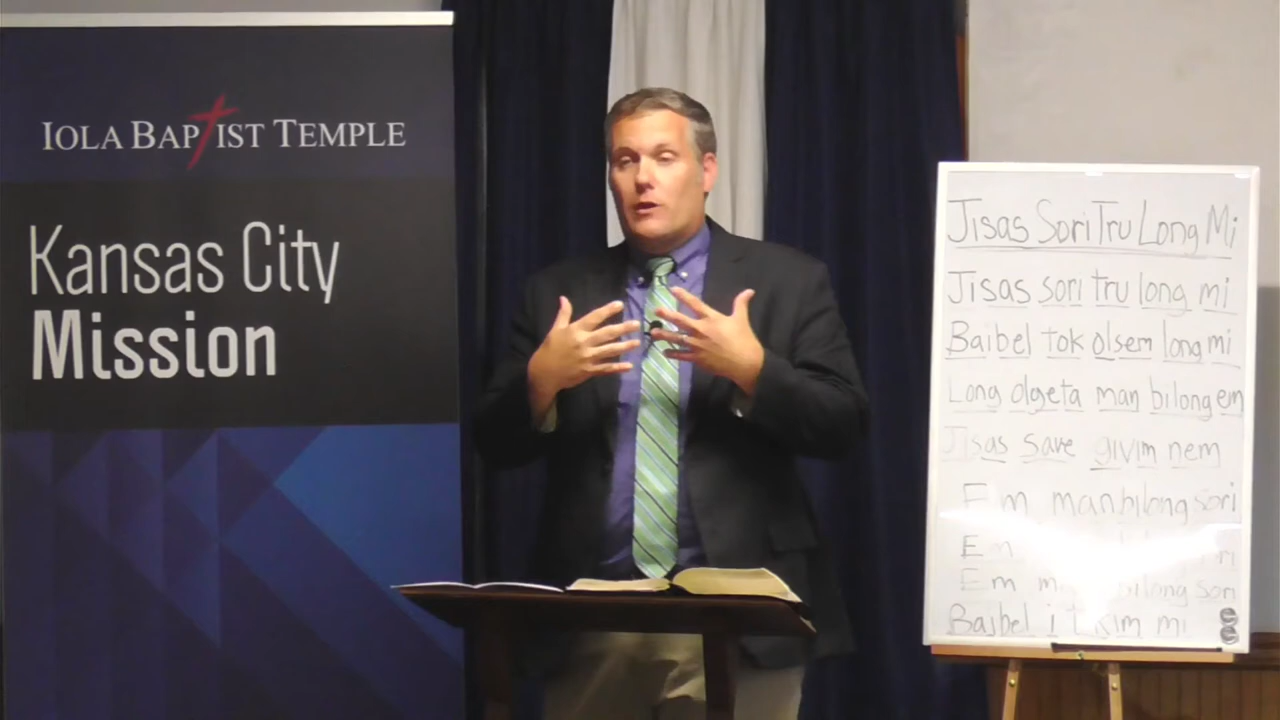 IOLA BAPTIST TEMPLE
Kansas City
Mission
Jisas Sori Tru Long Mi
Jisas sori tru long mi
Baibel tok olsem long mi
Long olgeta man bilong em
Jisas save givim nem
Em man bilong sori
Em
Em bilong sori
Baibel i mi